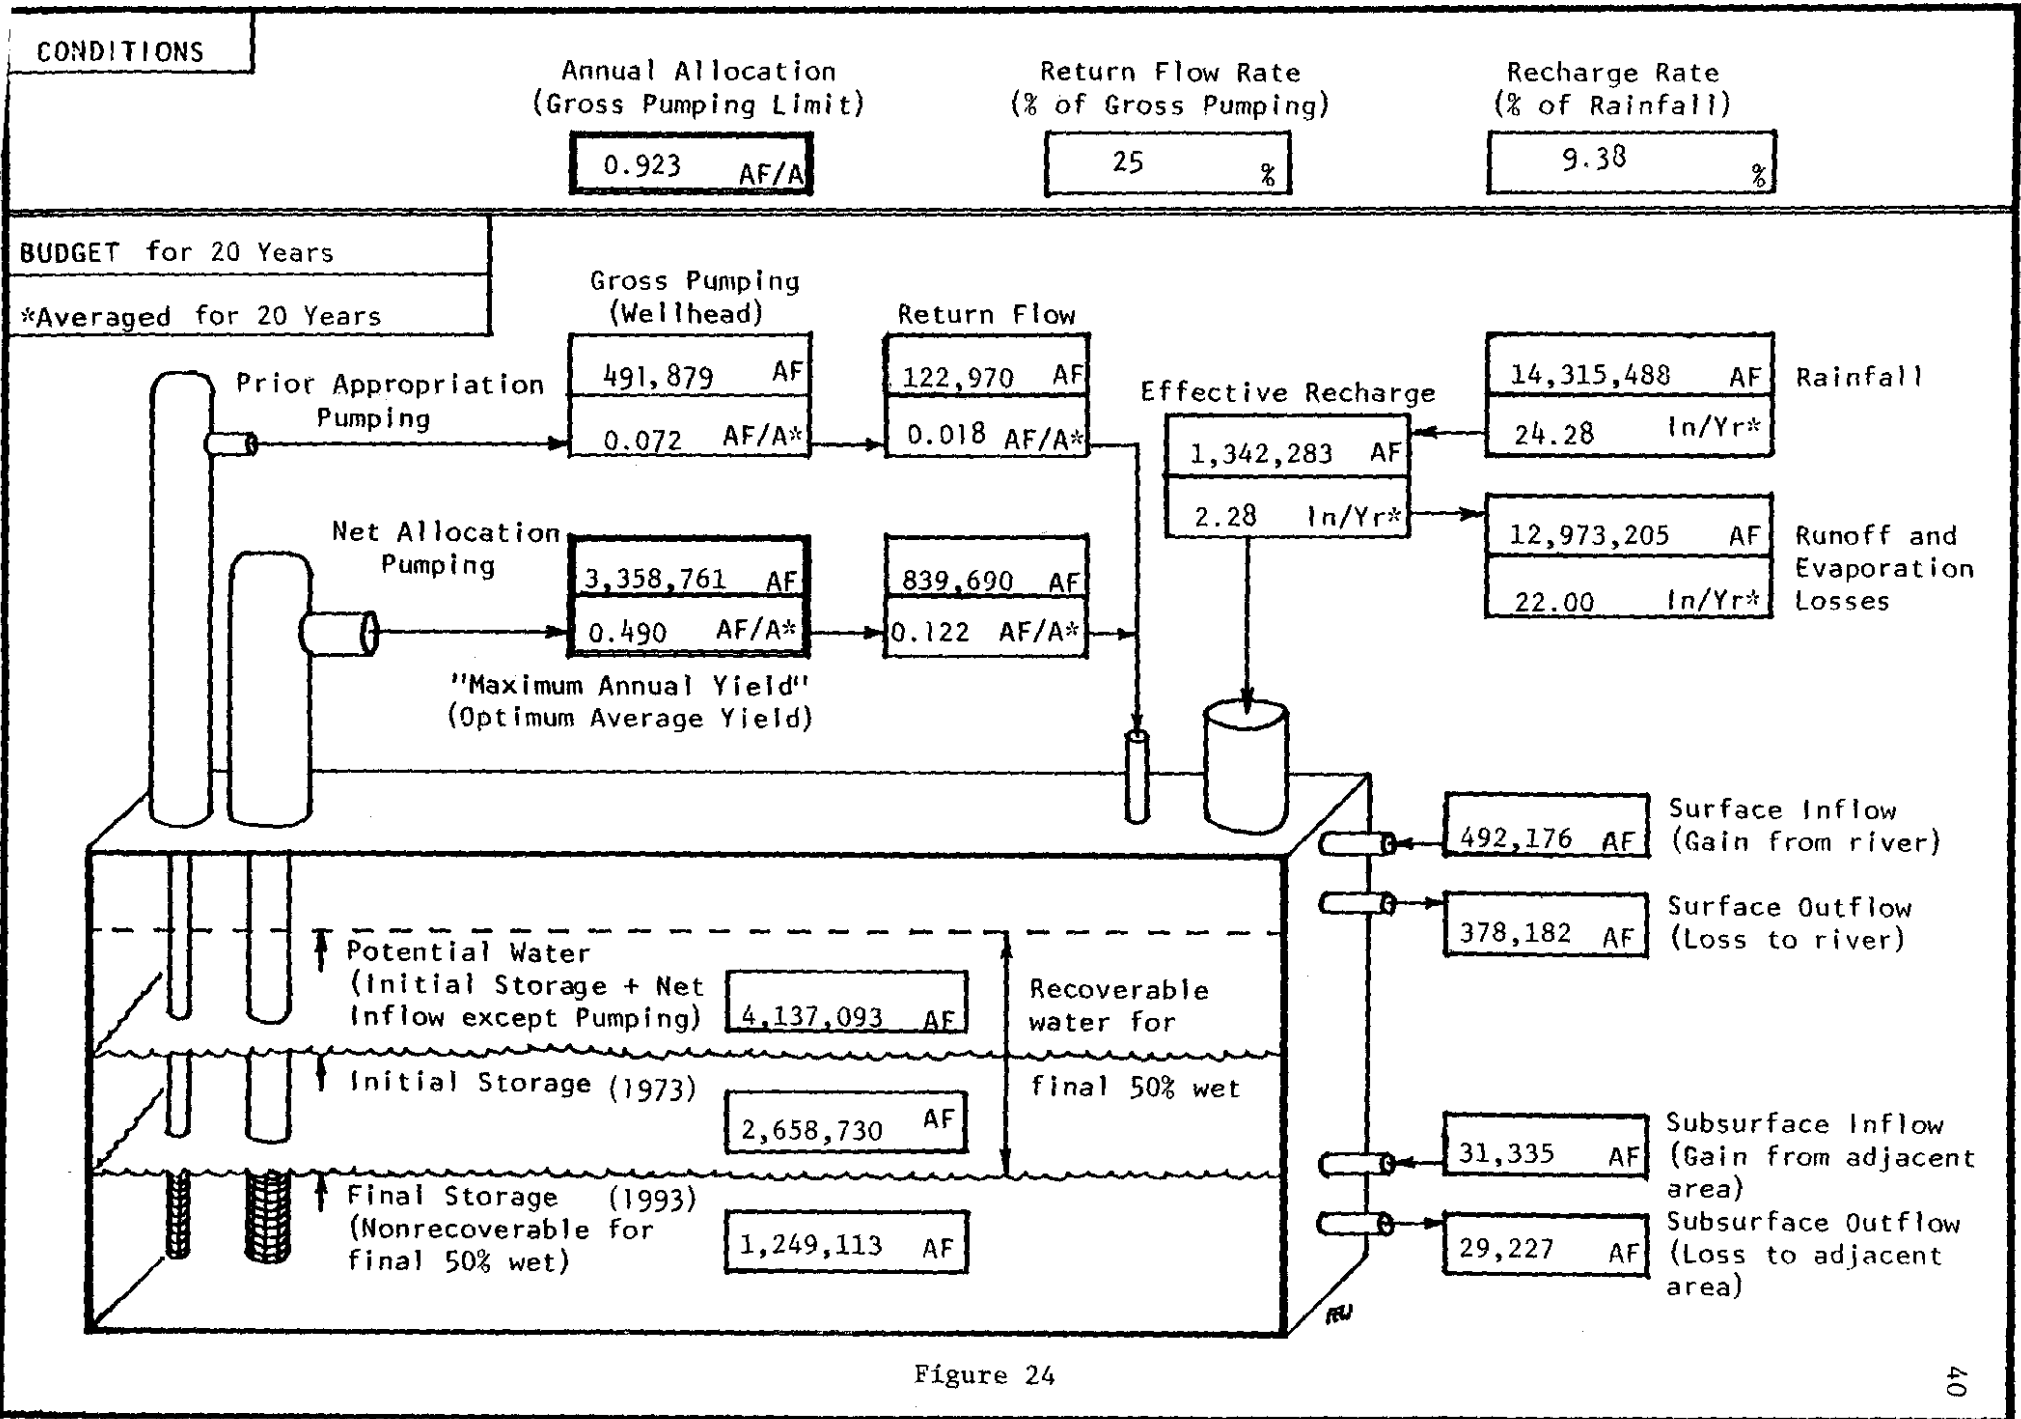 CONDITIONS
Annual Allocation
(Gross Pumping Limit)
0.923 AF/A
Return Flow Rate
(% of Gross Pumping)
25 %
Recharge Rate
(% of Rainfall)
9.38 %
BUDGET for 20 Years
*Averaged for 20 Years
Gross Pumping
(Wellhead)
Return Flow
Prior Appropriation
Pumping
491,879 AF
0.072 AF/A*
122,970 AF
0.018 AF/A*
Effective Recharge
1,342,283 AF
2.28 In/Yr*
14,315,488 AF
24.28 In/Yr*
Rainfall
Net Allocation
Pumping
3,358,761 AF
0.490 AF/A*
839,690 AF
0.122 AF/A*
12,973,205 AF
22.00 In/Yr*
Runoff and
Evaporation
Losses
"Maximum Annual Yield"
(Optimum Average Yield)
492,176 AF
Surface Inflow
(Gain from river)
378,182 AF
Surface Outflow
(Loss to river)
Potential Water
(Initial Storage + Net
Inflow except Pumping)
4,137,093 AF
Recoverable
water for
final 50% wet
Initial Storage (1973)
2,658,730 AF
31,335 AF
Subsurface Inflow
(Gain from adjacent
area)
Final Storage (1993)
(Nonrecoverable for
final 50% wet)
1,249,113 AF
29,227 AF
Subsurface Outflow
(Loss to adjacent
area)
Figure 24
40